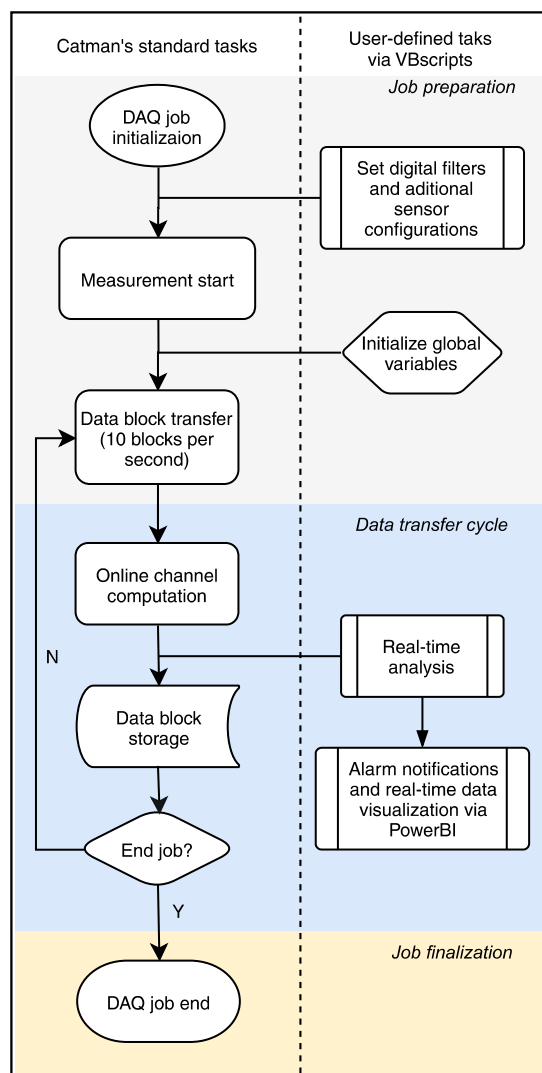 Catman's standard tasks
User-defined taks
via VBscripts
Job preparation
DAQ job
initializaion
Set digital filters
and aditional
sensor
configurations
Measurement start
Initialize global
variables
Data block transfer
(10 blocks per
second)
Data transfer cycle
Online channel
computation
Real-time
analysis
N
Data block
storage
Alarm notifications
and real-time data
visualization via
PowerBI
End job?
Y
Job finalization
DAQ job end